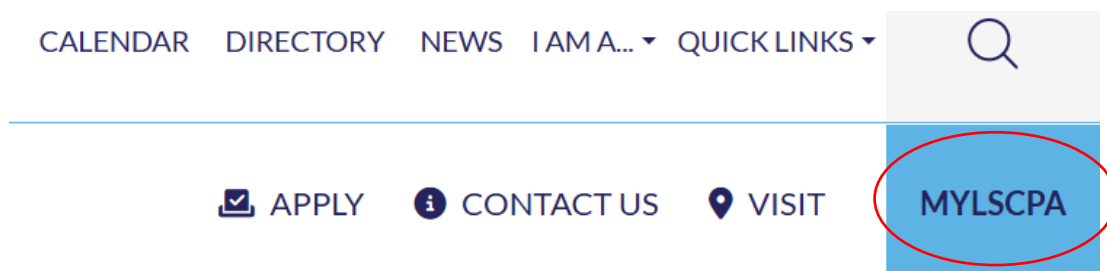 CALENDAR DIRECTORY NEWS I AM A... QUICK LINKS
APPLY CONTACT US VISIT MYLSCPA